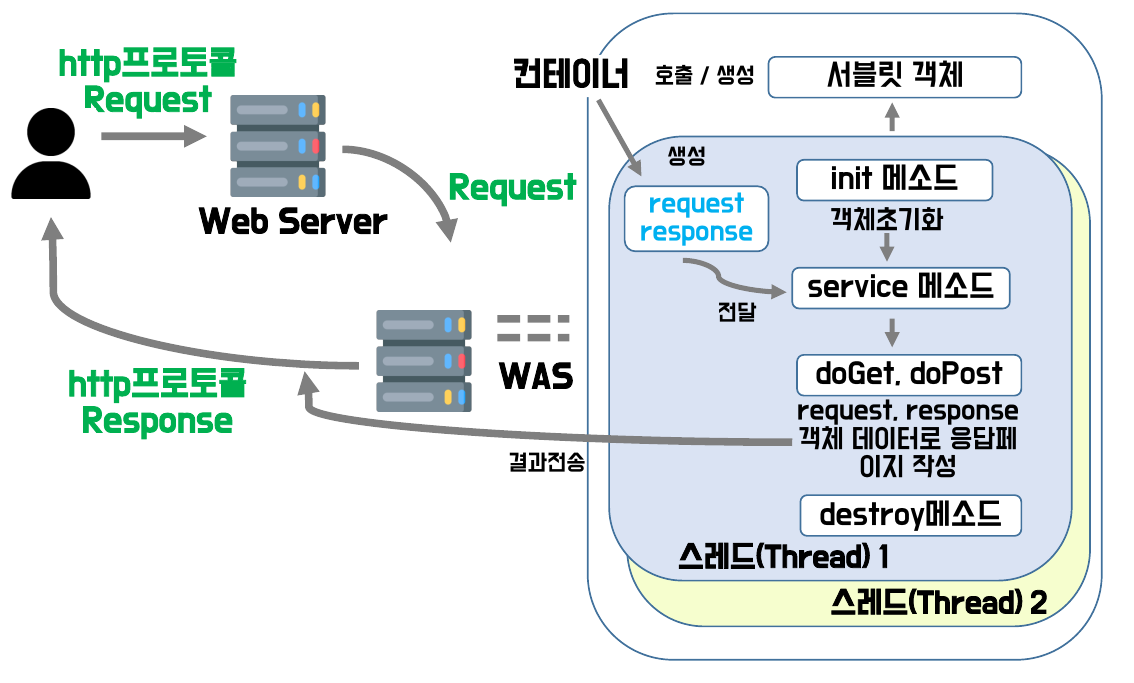 http프로토콜
Request
Web Server
Request
WAS
http프로토콜
Response
결과전송
컨테이너
호출 / 생성
서블릿 객체
생성
request
response
전달
init 메소드
객체초기화
service 메소드
doGet, doPost
request, response
객체 데이터로 응답페
이지 작성
destroy메소드
스레드(Thread) 1
스레드(Thread) 2